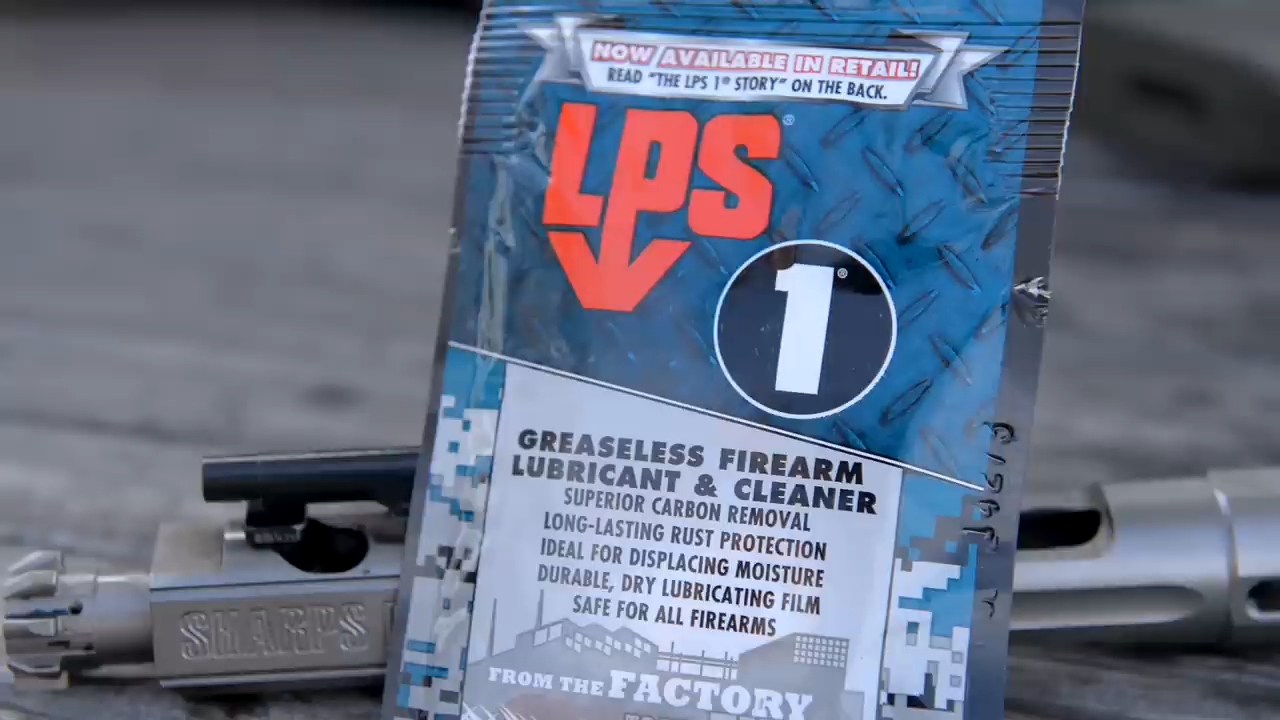 NOW AVAILABLE IN RETAIL!
READ "THE LPS 1® STORY" ON THE BACK.
LPS®
1®
GREASELESS FIREARM
LUBRICANT & CLEANER
SUPERIOR CARBON REMOVAL
LONG-LASTING RUST PROTECTION
IDEAL FOR DISPLACING MOISTURE
DURABLE, DRY LUBRICATING FILM
SAFE FOR ALL FIREARMS
SHARPS
FROM THE FACTORY